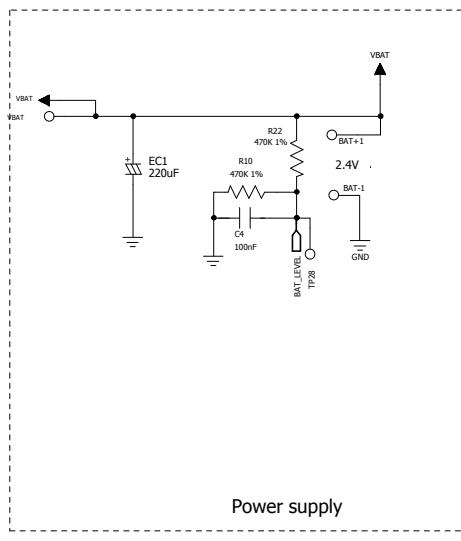 VBAT
VBAT
VBAT
R22
470K 1%
BAT+1
EC1
220uF
R10
470K 1%
2.4V
BAT-1
C4
100nF
GND
BAT_LEVEL
TP28
Power supply